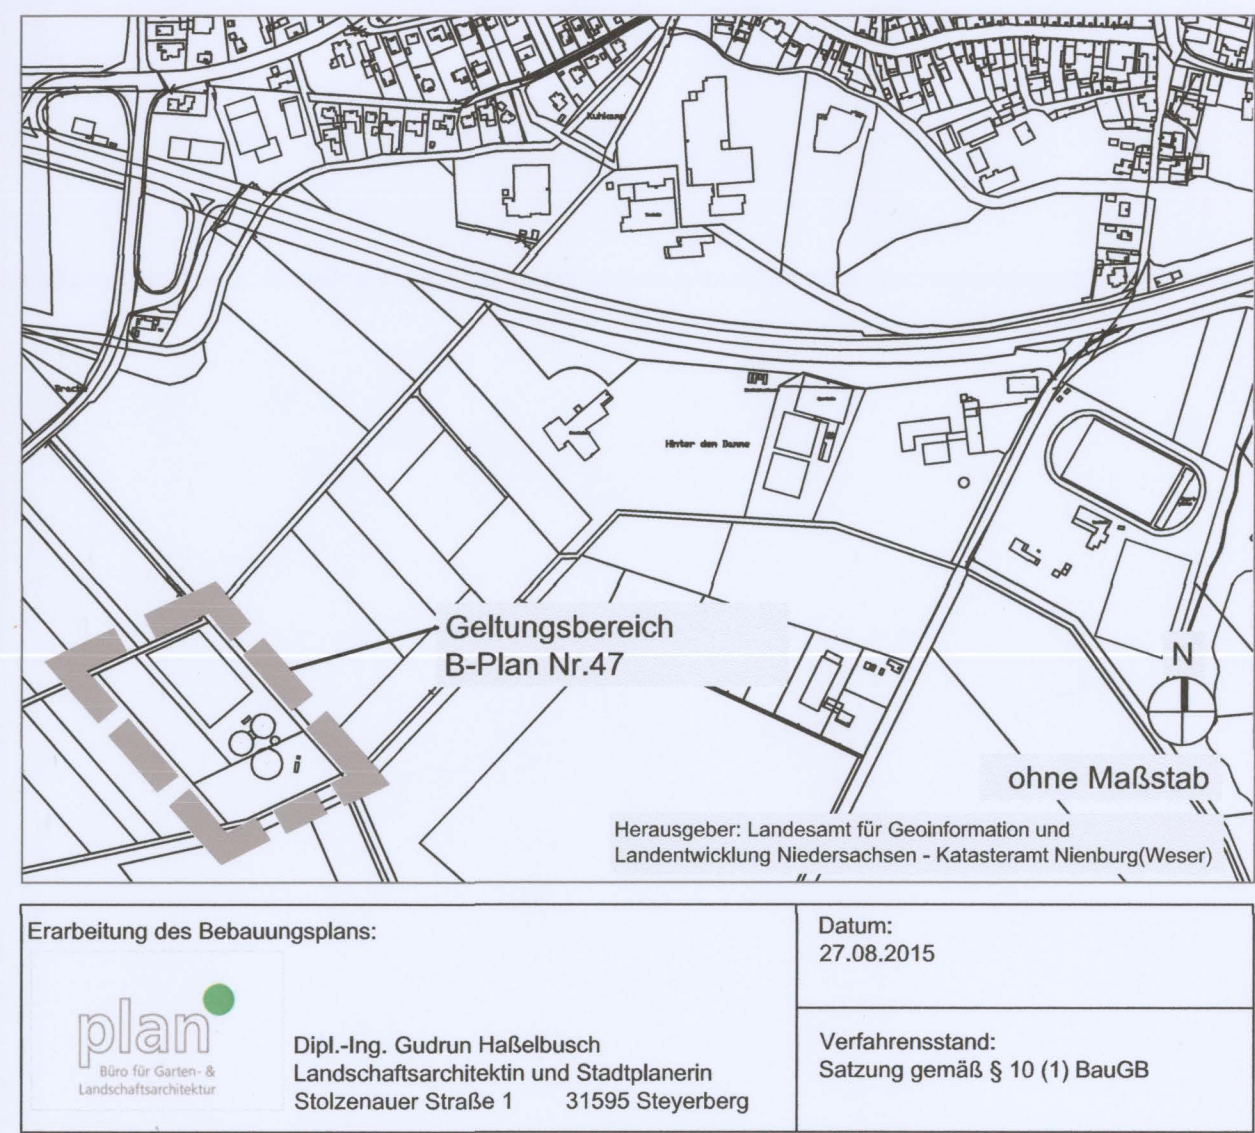 Kuhkamp
Hinter dem Damme
Geltungsbereich
B-Plan Nr.47
N
ohne Maßstab
Herausgeber: Landesamt für Geoinformation und
Landentwicklung Niedersachsen - Katasteramt Nienburg(Weser)
Erarbeitung des Bebauungsplans:
plan
Büro für Garten- &
Landschaftsarchitektur
Dipl.-Ing. Gudrun Haßelbusch
Landschaftsarchitektin und Stadtplanerin
Stolzenauer Straße 1 31595 Steyerberg
Datum:
27.08.2015
Verfahrensstand:
Satzung gemäß § 10 (1) BauGB